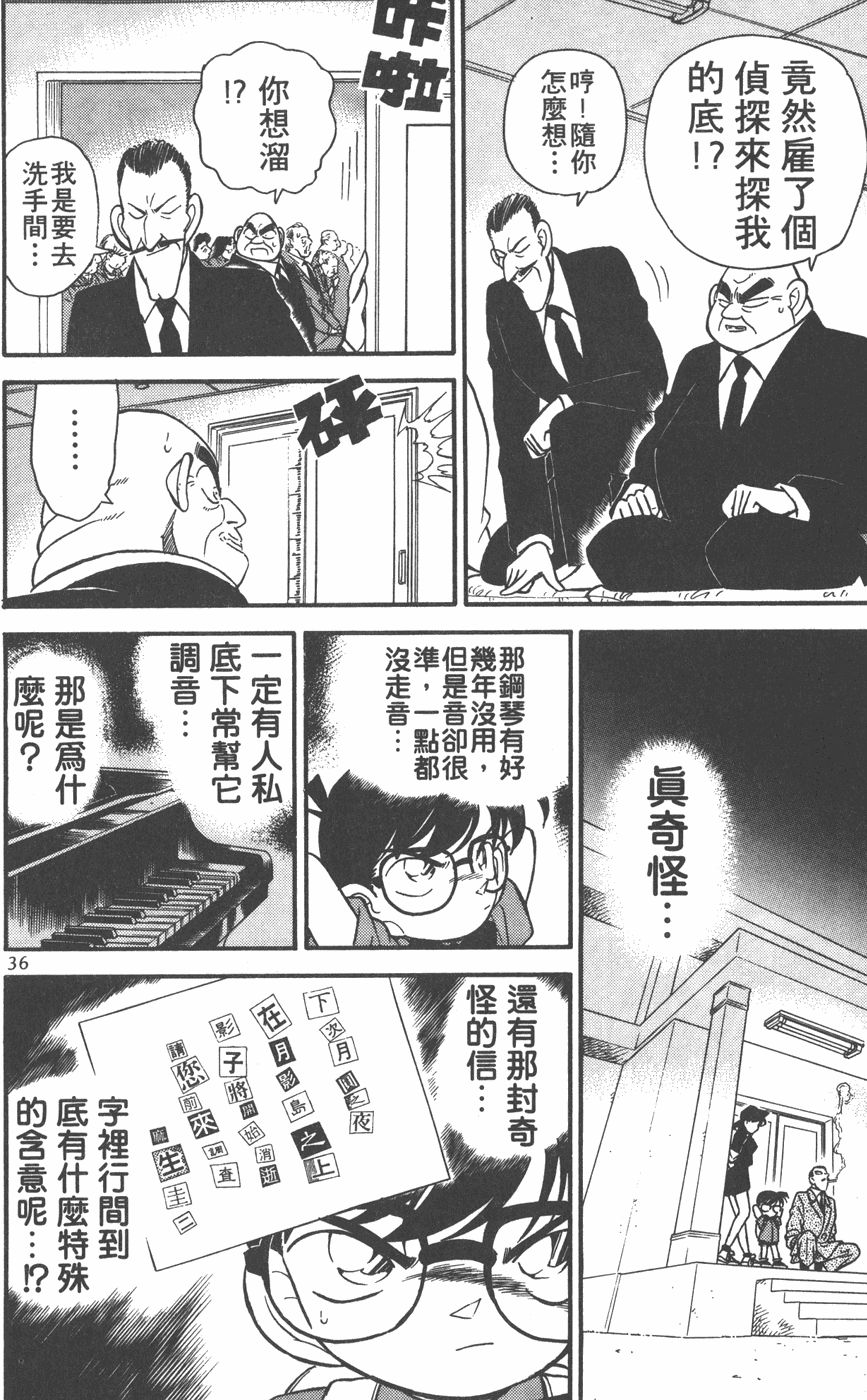 竟然雇了個
偵探來探我
的底!?
哼!隨你
怎麼想…
你想溜
!?
我是要去
洗手間…
砰
……
眞奇怪…
那鋼琴有好
幾年沒用,
但是音卻很
準,一點都
沒走音…
一定有人私
底下常幫它
調音…
那是爲什
麼呢?
36
還有那封奇
怪的信…
下次月圓之夜
在月影島之上
影子將開始消逝
請您前來調查
麻生圭二
字裡行間到
底有什麼特殊
的含意呢…!?